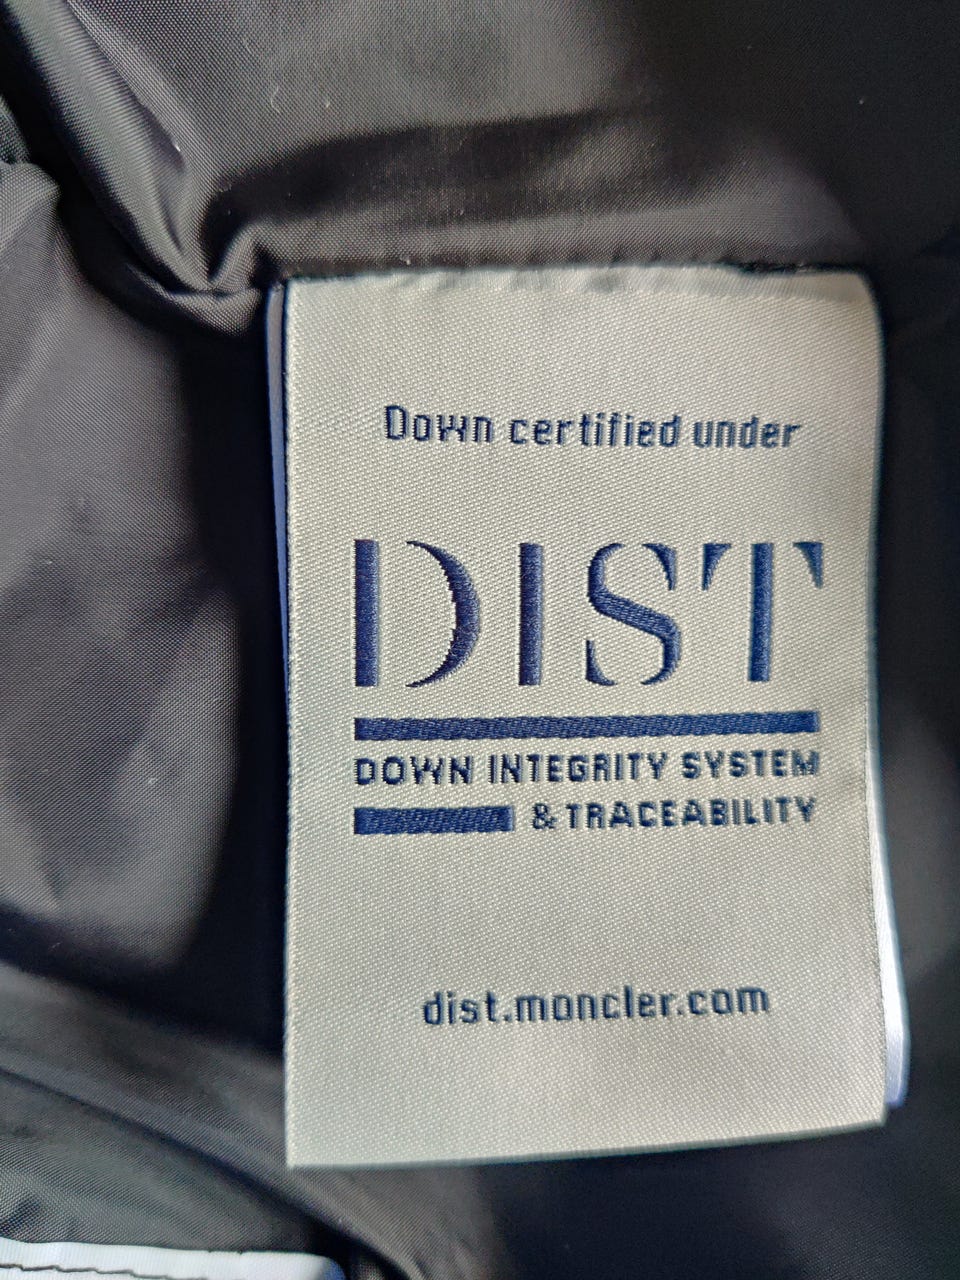 Down certified under
DIST
DOWN INTEGRITY SYSTEM
& TRACEABILITY
dist.moncler.com